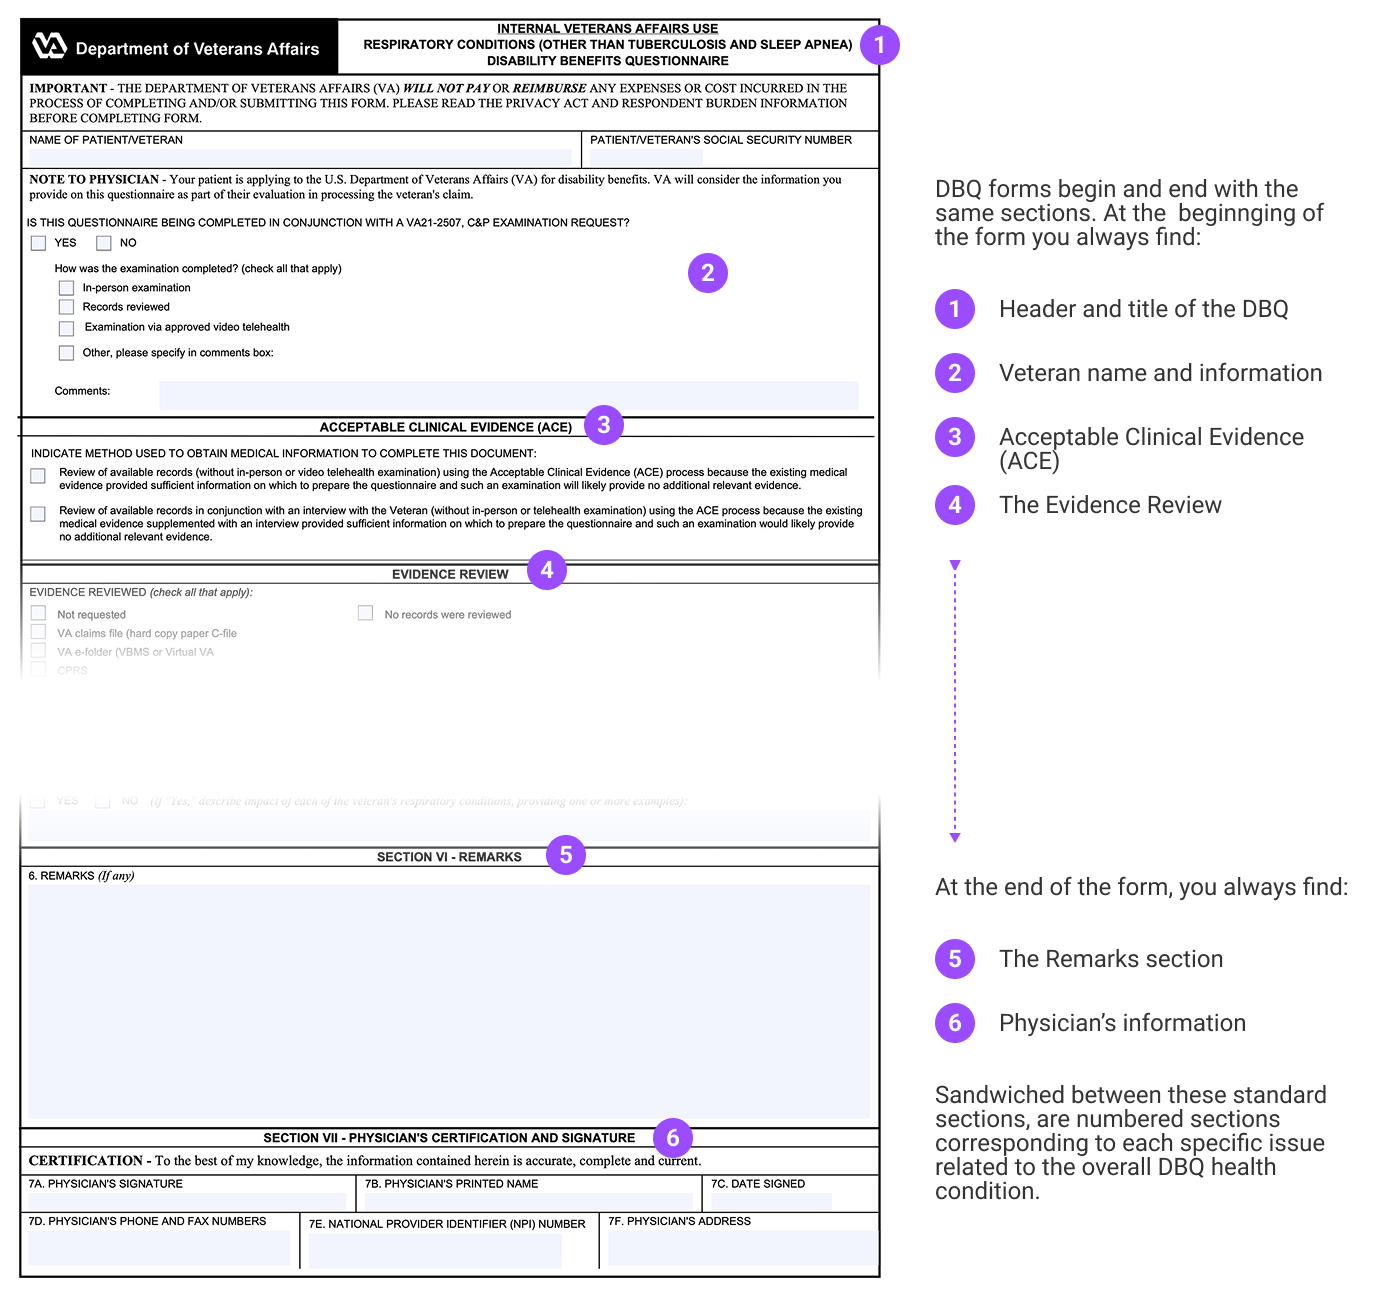 VA Department of Veterans Affairs
INTERNAL VETERANS AFFAIRS USE
RESPIRATORY CONDITIONS (OTHER THAN TUBERCULOSIS AND SLEEP APNEA)
DISABILITY BENEFITS QUESTIONNAIRE
1
IMPORTANT - THE DEPARTMENT OF VETERANS AFFAIRS (VA) WILL NOT PAY OR REIMBURSE ANY EXPENSES OR COST INCURRED IN THE
PROCESS OF COMPLETING AND/OR SUBMITTING THIS FORM. PLEASE READ THE PRIVACY ACT AND RESPONDENT BURDEN INFORMATION
BEFORE COMPLETING FORM.
NAME OF PATIENT/VETERAN
PATIENT/VETERAN'S SOCIAL SECURITY NUMBER
NOTE TO PHYSICIAN - Your patient is applying to the U.S. Department of Veterans Affairs (VA) for disability benefits. VA will consider the information you
provide on this questionnaire as part of their evaluation in processing the veteran's claim.
IS THIS QUESTIONNAIRE BEING COMPLETED IN CONJUNCTION WITH A VA21-2507, C&P EXAMINATION REQUEST?
YES NO
How was the examination completed? (check all that apply)
2
In-person examination
Records reviewed
Examination via approved video telehealth
Other, please specify in comments box:
Comments:
ACCEPTABLE CLINICAL EVIDENCE (ACE)
3
INDICATE METHOD USED TO OBTAIN MEDICAL INFORMATION TO COMPLETE THIS DOCUMENT:
Review of available records (without in-person or video telehealth examination) using the Acceptable Clinical Evidence (ACE) process because the existing medical
evidence provided sufficient information on which to prepare the questionnaire and such an examination will likely provide no additional relevant evidence.
Review of available records in conjunction with an interview with the Veteran (without in-person or telehealth examination) using the ACE process because the existing
medical evidence supplemented with an interview provided sufficient information on which to prepare the questionnaire and such an examination would likely provide
no additional relevant evidence.
EVIDENCE REVIEW
4
EVIDENCE REVIEWED (check all that apply):
Not requested
No records were reviewed
VA claims file (hard copy paper C-file
VA e-folder (VBMS or Virtual VA
CPRS
YES NO (If "Yes," describe impact of each of the veteran's respiratory conditions, providing one or more examples):
SECTION VI - REMARKS
5
6. REMARKS (If any)
SECTION VII - PHYSICIAN'S CERTIFICATION AND SIGNATURE
6
CERTIFICATION - To the best of my knowledge, the information contained herein is accurate, complete and current.
7A. PHYSICIAN'S SIGNATURE
7B. PHYSICIAN'S PRINTED NAME
7C. DATE SIGNED
7D. PHYSICIAN'S PHONE AND FAX NUMBERS
7E. NATIONAL PROVIDER IDENTIFIER (NPI) NUMBER
7F. PHYSICIAN'S ADDRESS
DBQ forms begin and end with the
same sections. At the beginnging of
the form you always find:
1 Header and title of the DBQ
2 Veteran name and information
3 Acceptable Clinical Evidence
(ACE)
4 The Evidence Review
At the end of the form, you always find:
5 The Remarks section
6 Physician’s information
Sandwiched between these standard
sections, are numbered sections
corresponding to each specific issue
related to the overall DBQ health
condition.